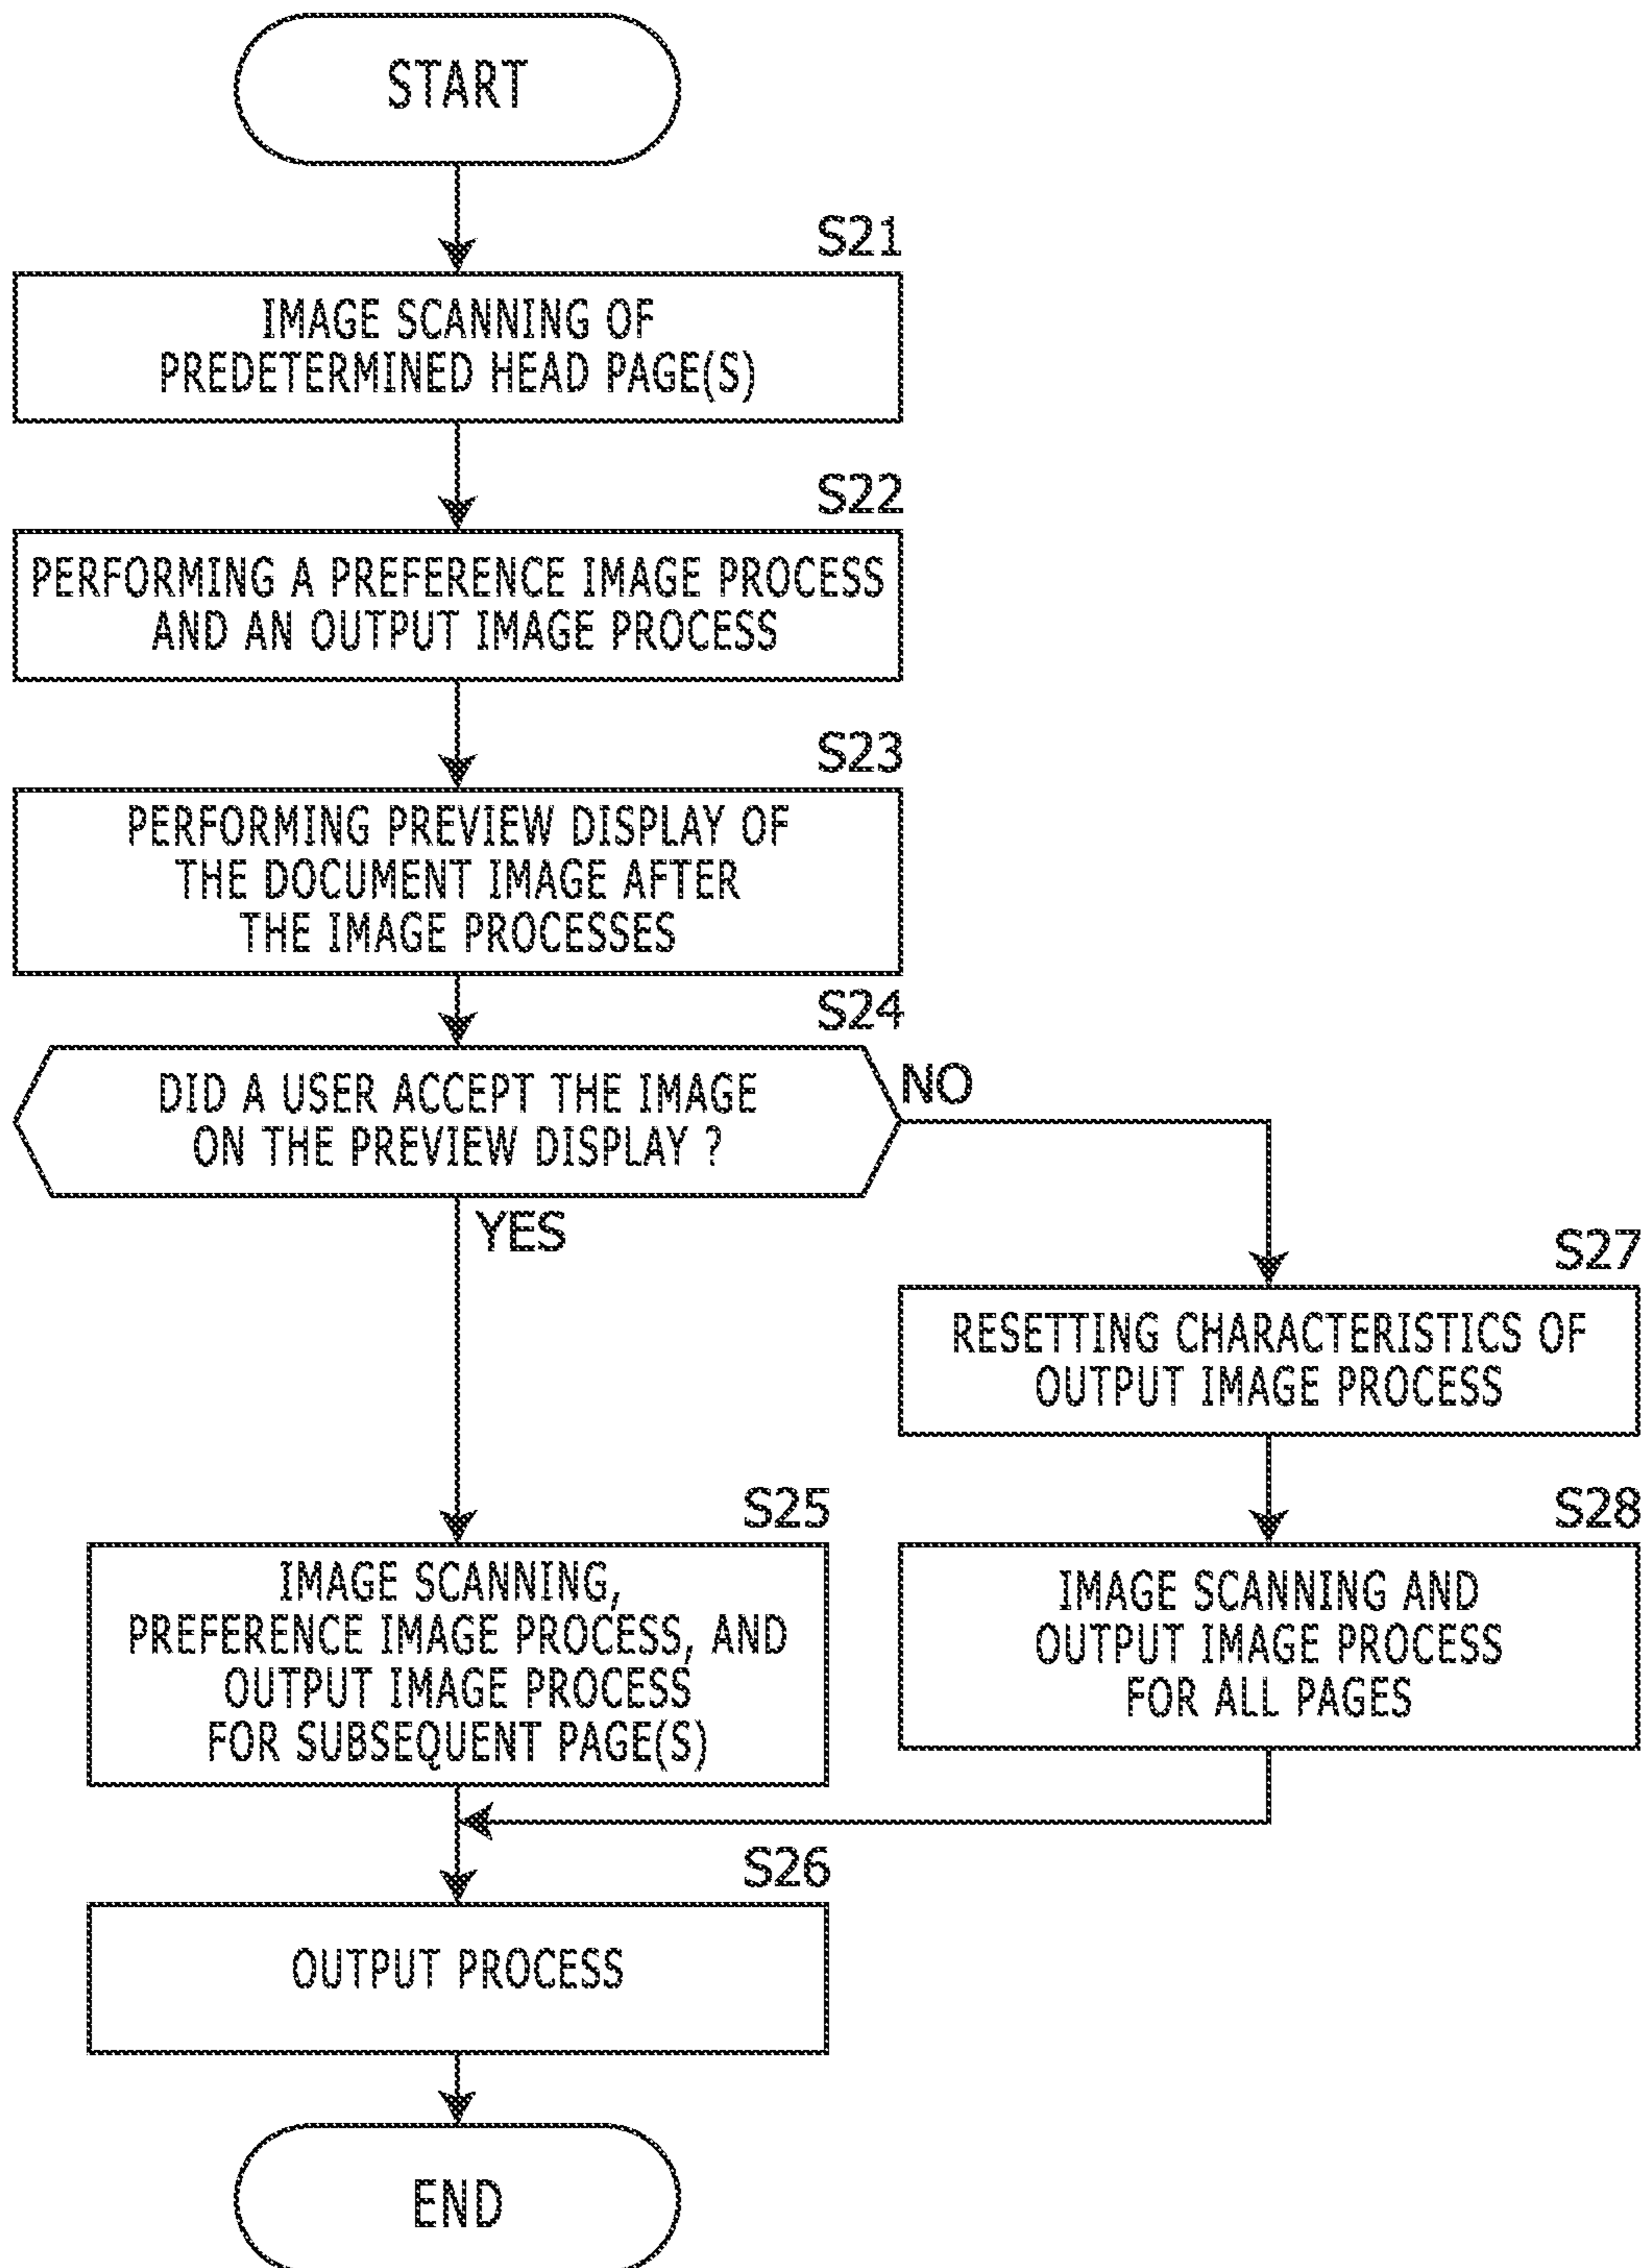 START
S21
IMAGE SCANNING OF
PREDETERMINED HEAD PAGE(S)
S22
PERFORMING A PREFERENCE IMAGE PROCESS
AND AN OUTPUT IMAGE PROCESS
S23
PERFORMING PREVIEW DISPLAY OF
THE DOCUMENT IMAGE AFTER
THE IMAGE PROCESSES
S24
DID A USER ACCEPT THE IMAGE
ON THE PREVIEW DISPLAY ?
NO
YES
S27
RESETTING CHARACTERISTICS OF
OUTPUT IMAGE PROCESS
S25
IMAGE SCANNING,
PREFERENCE IMAGE PROCESS, AND
OUTPUT IMAGE PROCESS
FOR SUBSEQUENT PAGE(S)
S28
IMAGE SCANNING AND
OUTPUT IMAGE PROCESS
FOR ALL PAGES
S26
OUTPUT PROCESS
END